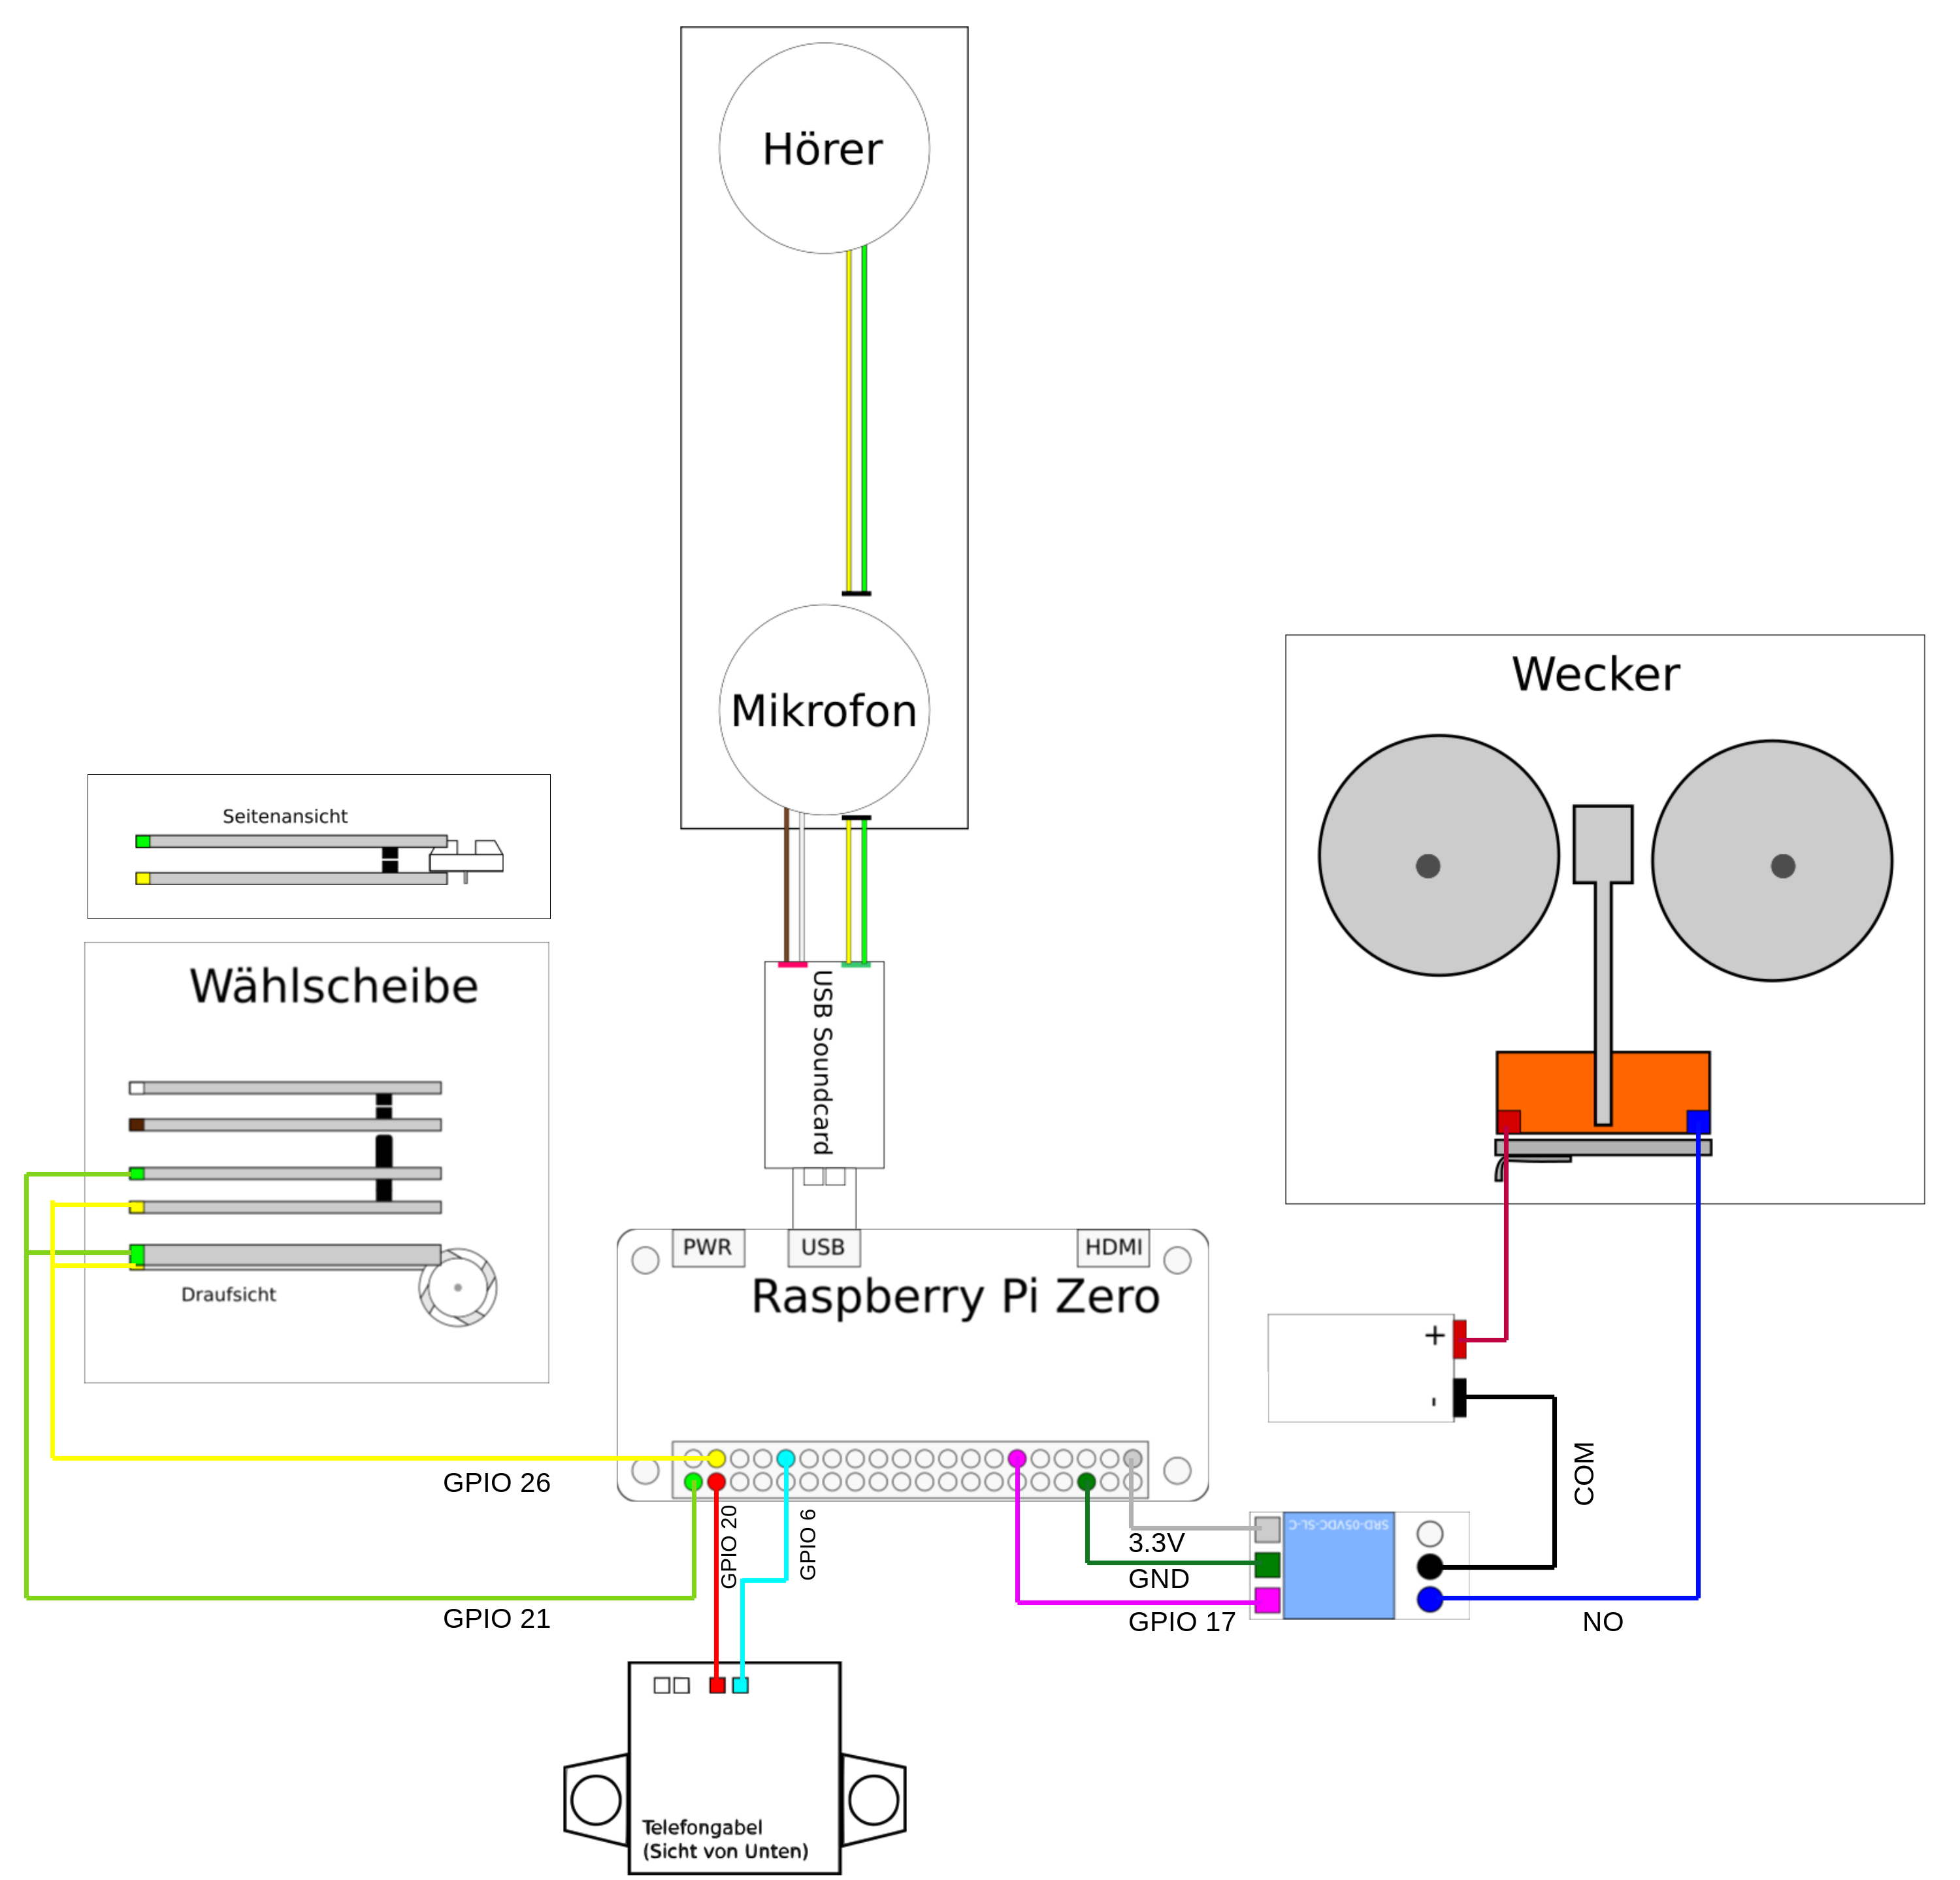 Hörer
Mikrofon
Wecker
Seitenansicht
Wählscheibe
USB Soundcard
Draufsicht
PWR
USB
HDMI
Raspberry Pi Zero
+
-
COM
GPIO 26
GPIO 20
GPIO 6
3.3V
SRD-05VDC-SL-C
GND
GPIO 21
GPIO 17
NO
Telefongabel
(Sicht von Unten)